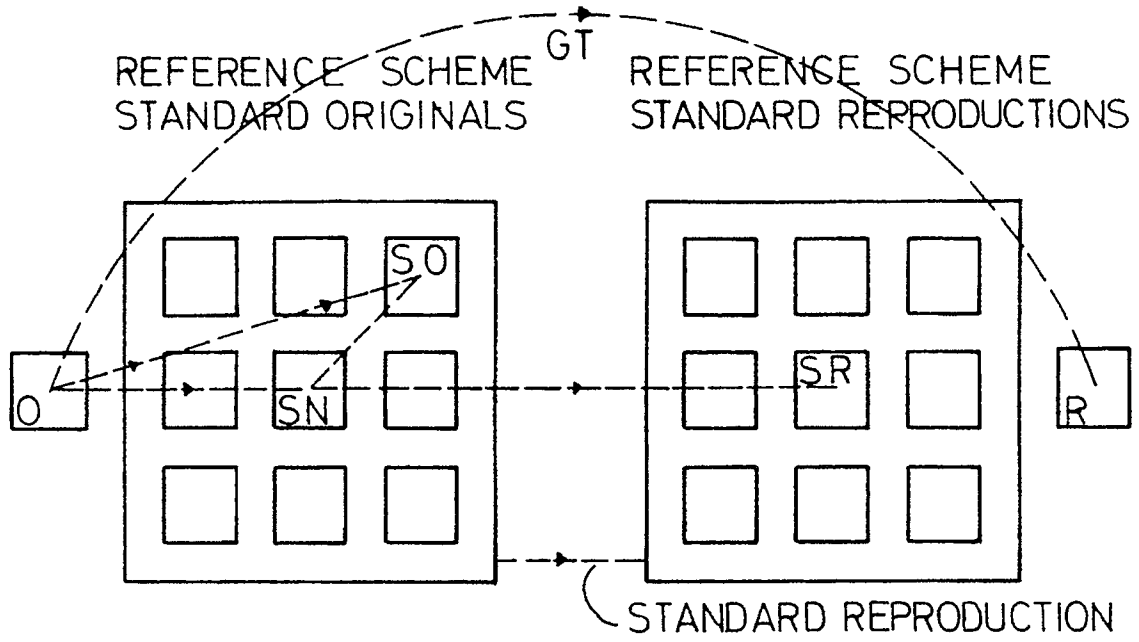 GT
REFERENCE SCHEME
STANDARD ORIGINALS
REFERENCE SCHEME
STANDARD REPRODUCTIONS
SO
O
SN
SR
R
STANDARD REPRODUCTION